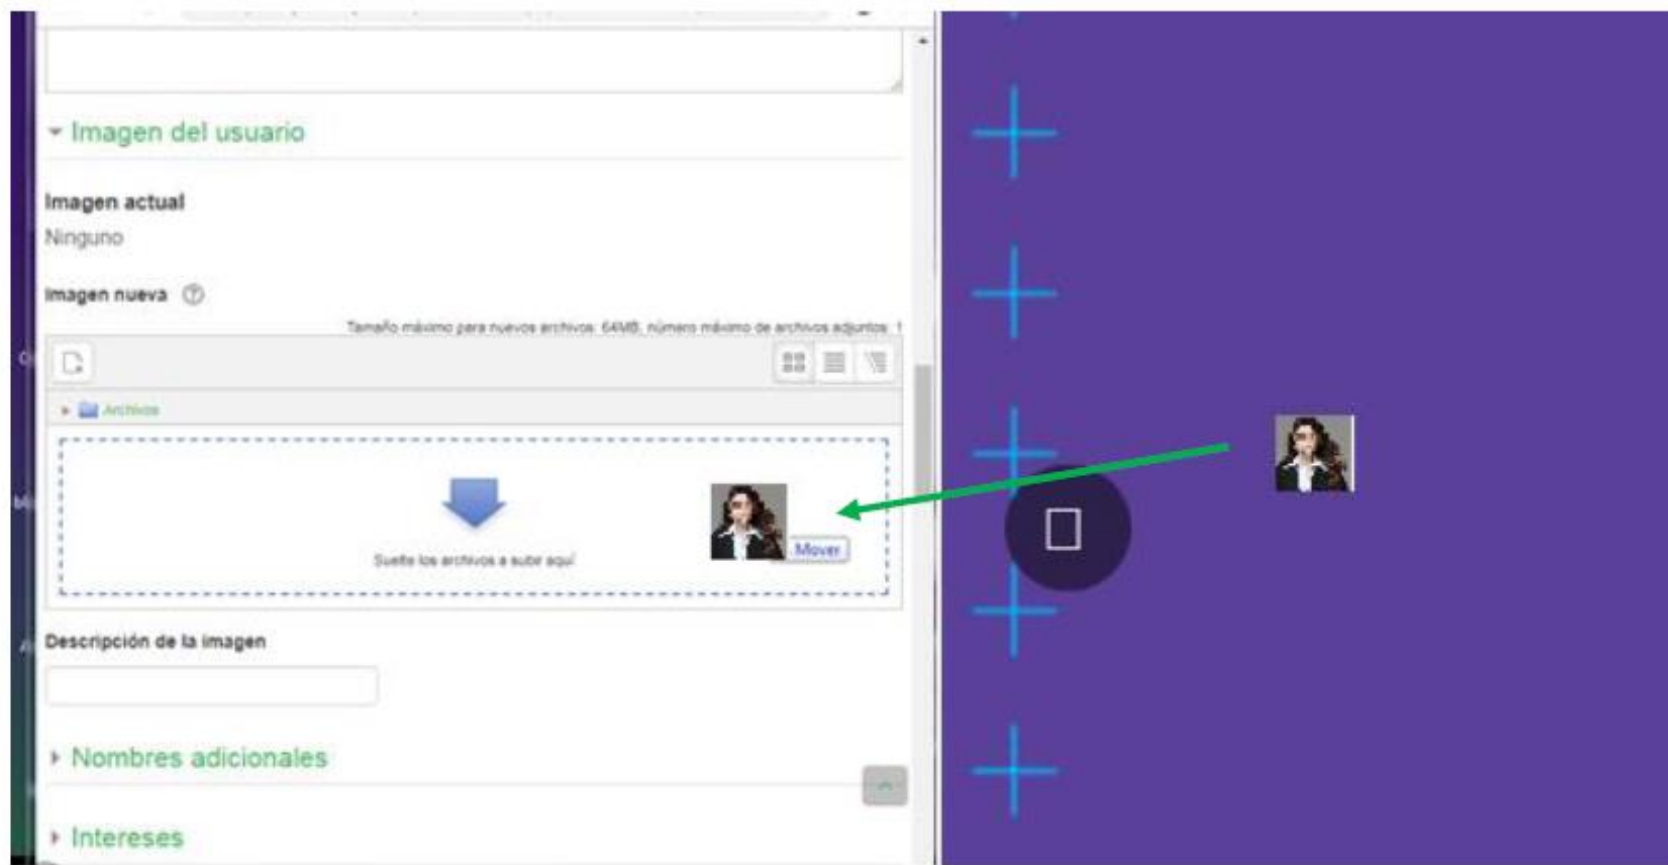 Imagen del usuario
Imagen actual
Ninguno
Imagen nueva
Tamaño máximo para nuevos archivos: 64MB, número máximo de archivos adjuntos: 1
Archivos
Mover
Suelte los archivos a subir aquí
Descripción de la imagen
Nombres adicionales
Intereses